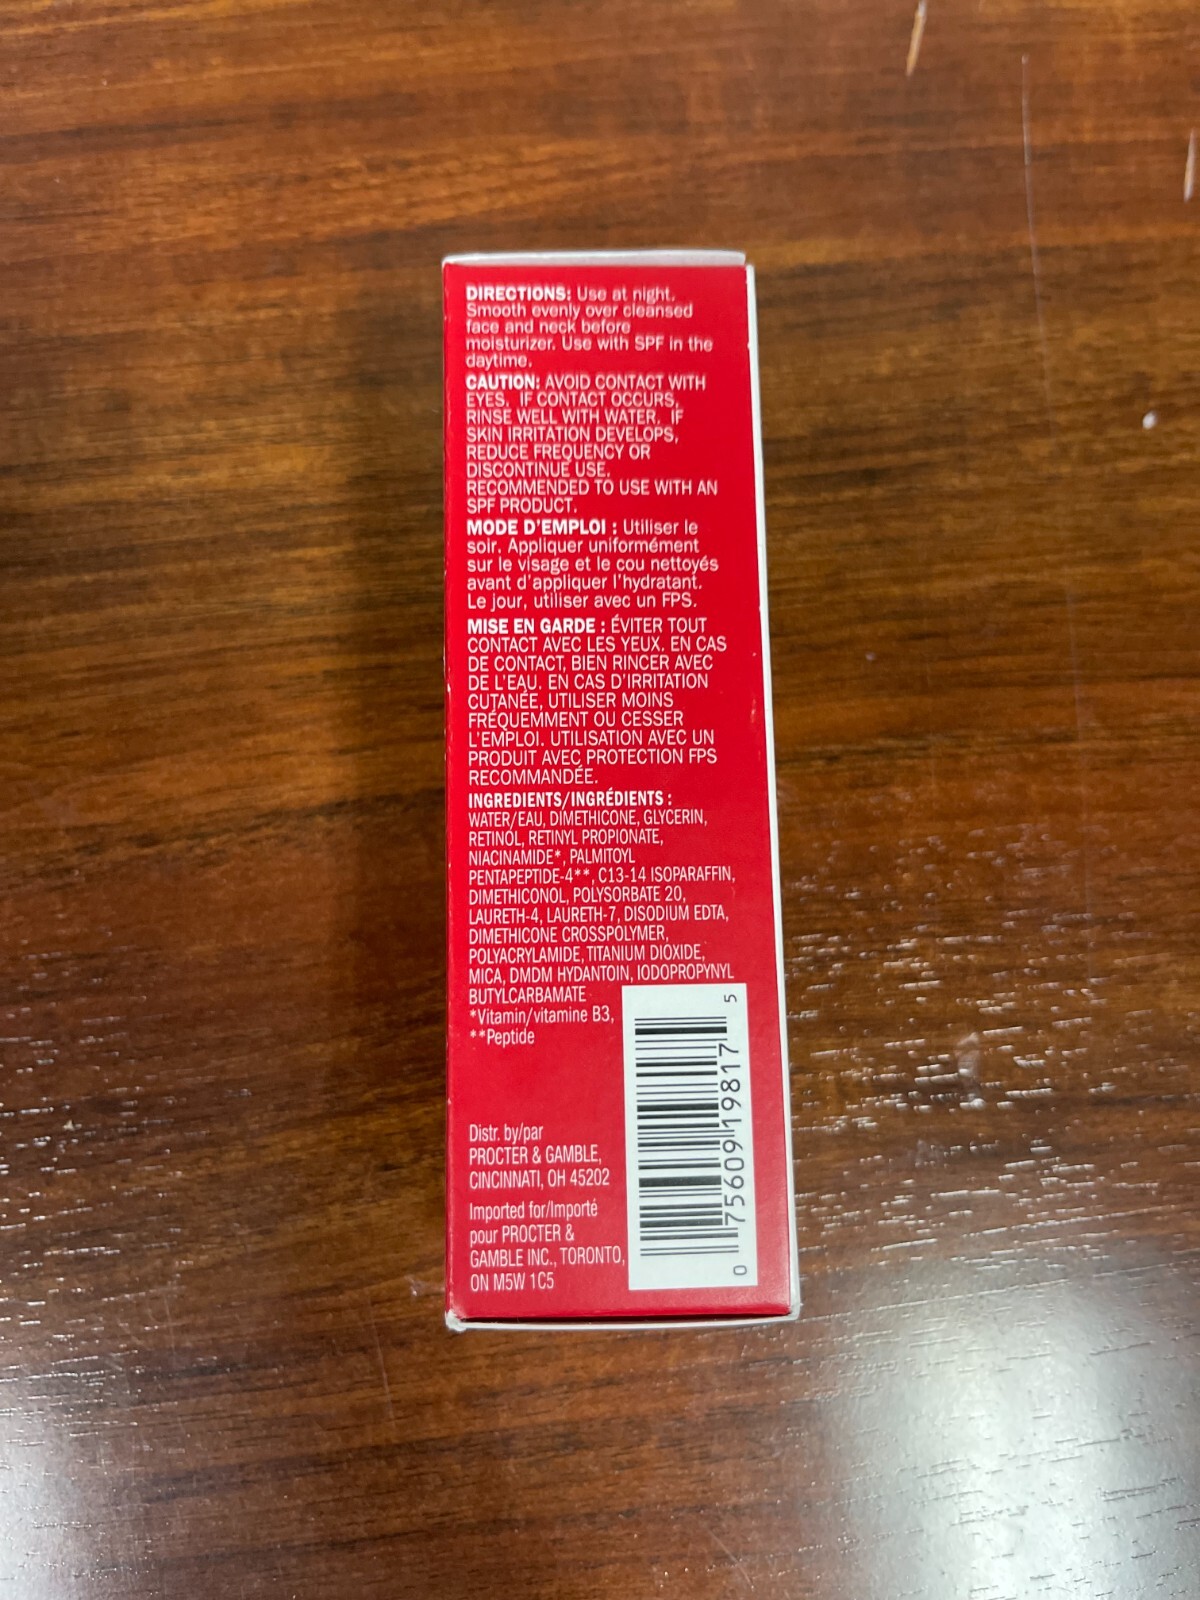 DIRECTIONS: Use at night.
Smooth evenly over cleansed
face and neck before
moisturizer. Use with SPF in the
daytime.
CAUTION: AVOID CONTACT WITH
EYES. IF CONTACT OCCURS,
RINSE WELL WITH WATER. IF
SKIN IRRITATION DEVELOPS,
REDUCE FREQUENCY OR
DISCONTINUE USE.
RECOMMENDED TO USE WITH AN
SPF PRODUCT.
MODE D'EMPLOI : Utiliser le
soir. Appliquer uniformément
sur le visage et le cou nettoyés
avant d'appliquer l'hydratant.
Le jour, utiliser avec un FPS.
MISE EN GARDE : ÉVITER TOUT
CONTACT AVEC LES YEUX. EN CAS
DE CONTACT, BIEN RINCER AVEC
DE L'EAU. EN CAS D'IRRITATION
CUTANÉE, UTILISER MOINS
FRÉQUEMMENT OU CESSER
L'EMPLOI. UTILISATION AVEC UN
PRODUIT AVEC PROTECTION FPS
RECOMMANDÉE.
INGREDIENTS/INGRÉDIENTS :
WATER/EAU, DIMETHICONE, GLYCERIN,
RETINOL, RETINYL PROPIONATE,
NIACINAMIDE*, PALMITOYL
PENTAPEPTIDE-4**, C13-14 ISOPARAFFIN,
DIMETHICONOL, POLYSORBATE 20,
LAURETH-4, LAURETH-7, DISODIUM EDTA,
DIMETHICONE CROSSPOLYMER,
POLYACRYLAMIDE, TITANIUM DIOXIDE,
MICA, DMDM HYDANTOIN, IODOPROPYNYL
BUTYLCARBAMATE
*Vitamin/vitamine B3,
**Peptide
Distr. by/par
PROCTER & GAMBLE,
CINCINNATI, OH 45202
Imported for/Importé
pour PROCTER &
GAMBLE INC., TORONTO,
ON M5W 1C5
0 75609 19817 5